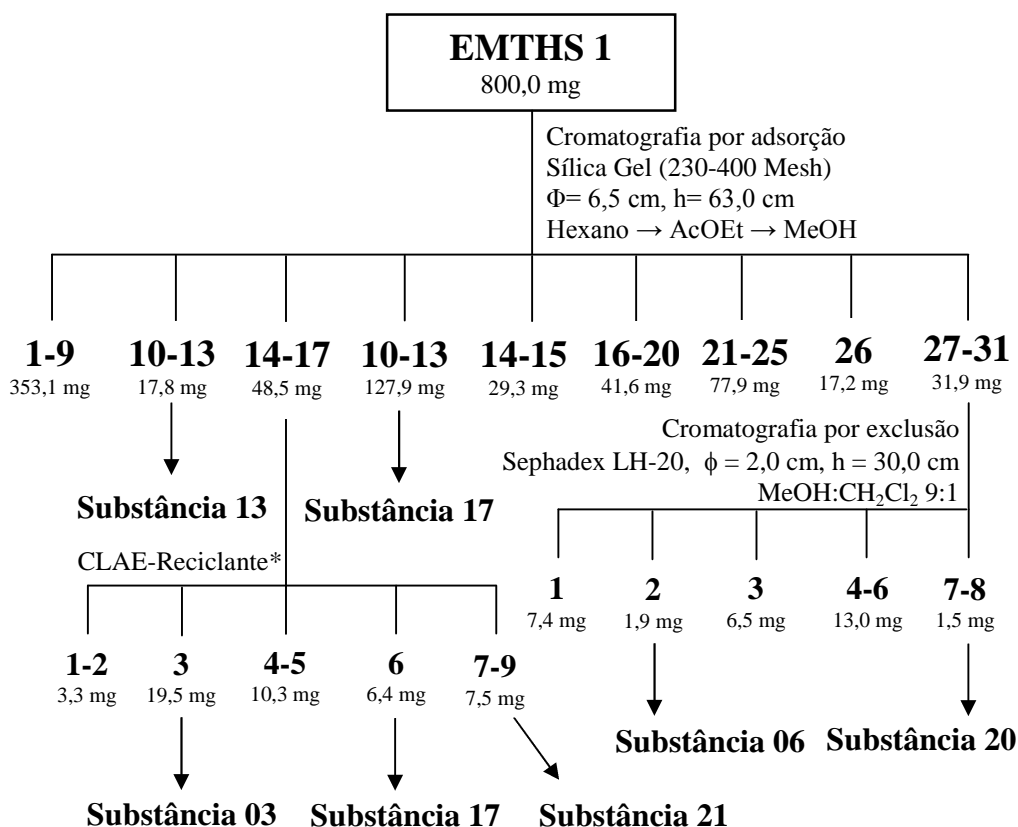 EMTHS 1
800,0 mg
Cromatografia por adsorção
Sílica Gel (230-400 Mesh)
Φ= 6,5 cm, h= 63,0 cm
Hexano → AcOEt → MeOH
1-9 10-13 14-17 10-13 14-15 16-20 21-25 26 27-31
353,1 mg 17,8 mg 48,5 mg 127,9 mg 29,3 mg 41,6 mg 77,9 mg 17,2 mg 31,9 mg
Cromatografia por exclusão
Sephadex LH-20, ϕ = 2,0 cm, h = 30,0 cm
MeOH:CH₂Cl₂ 9:1
Substância 13 Substância 17
CLAE-Reciclante*
1 2 3 4-6 7-8
7,4 mg 1,9 mg 6,5 mg 13,0 mg 1,5 mg
1-2 3 4-5 6 7-9
3,3 mg 19,5 mg 10,3 mg 6,4 mg 7,5 mg
Substância 06 Substância 20
Substância 03 Substância 17 Substância 21